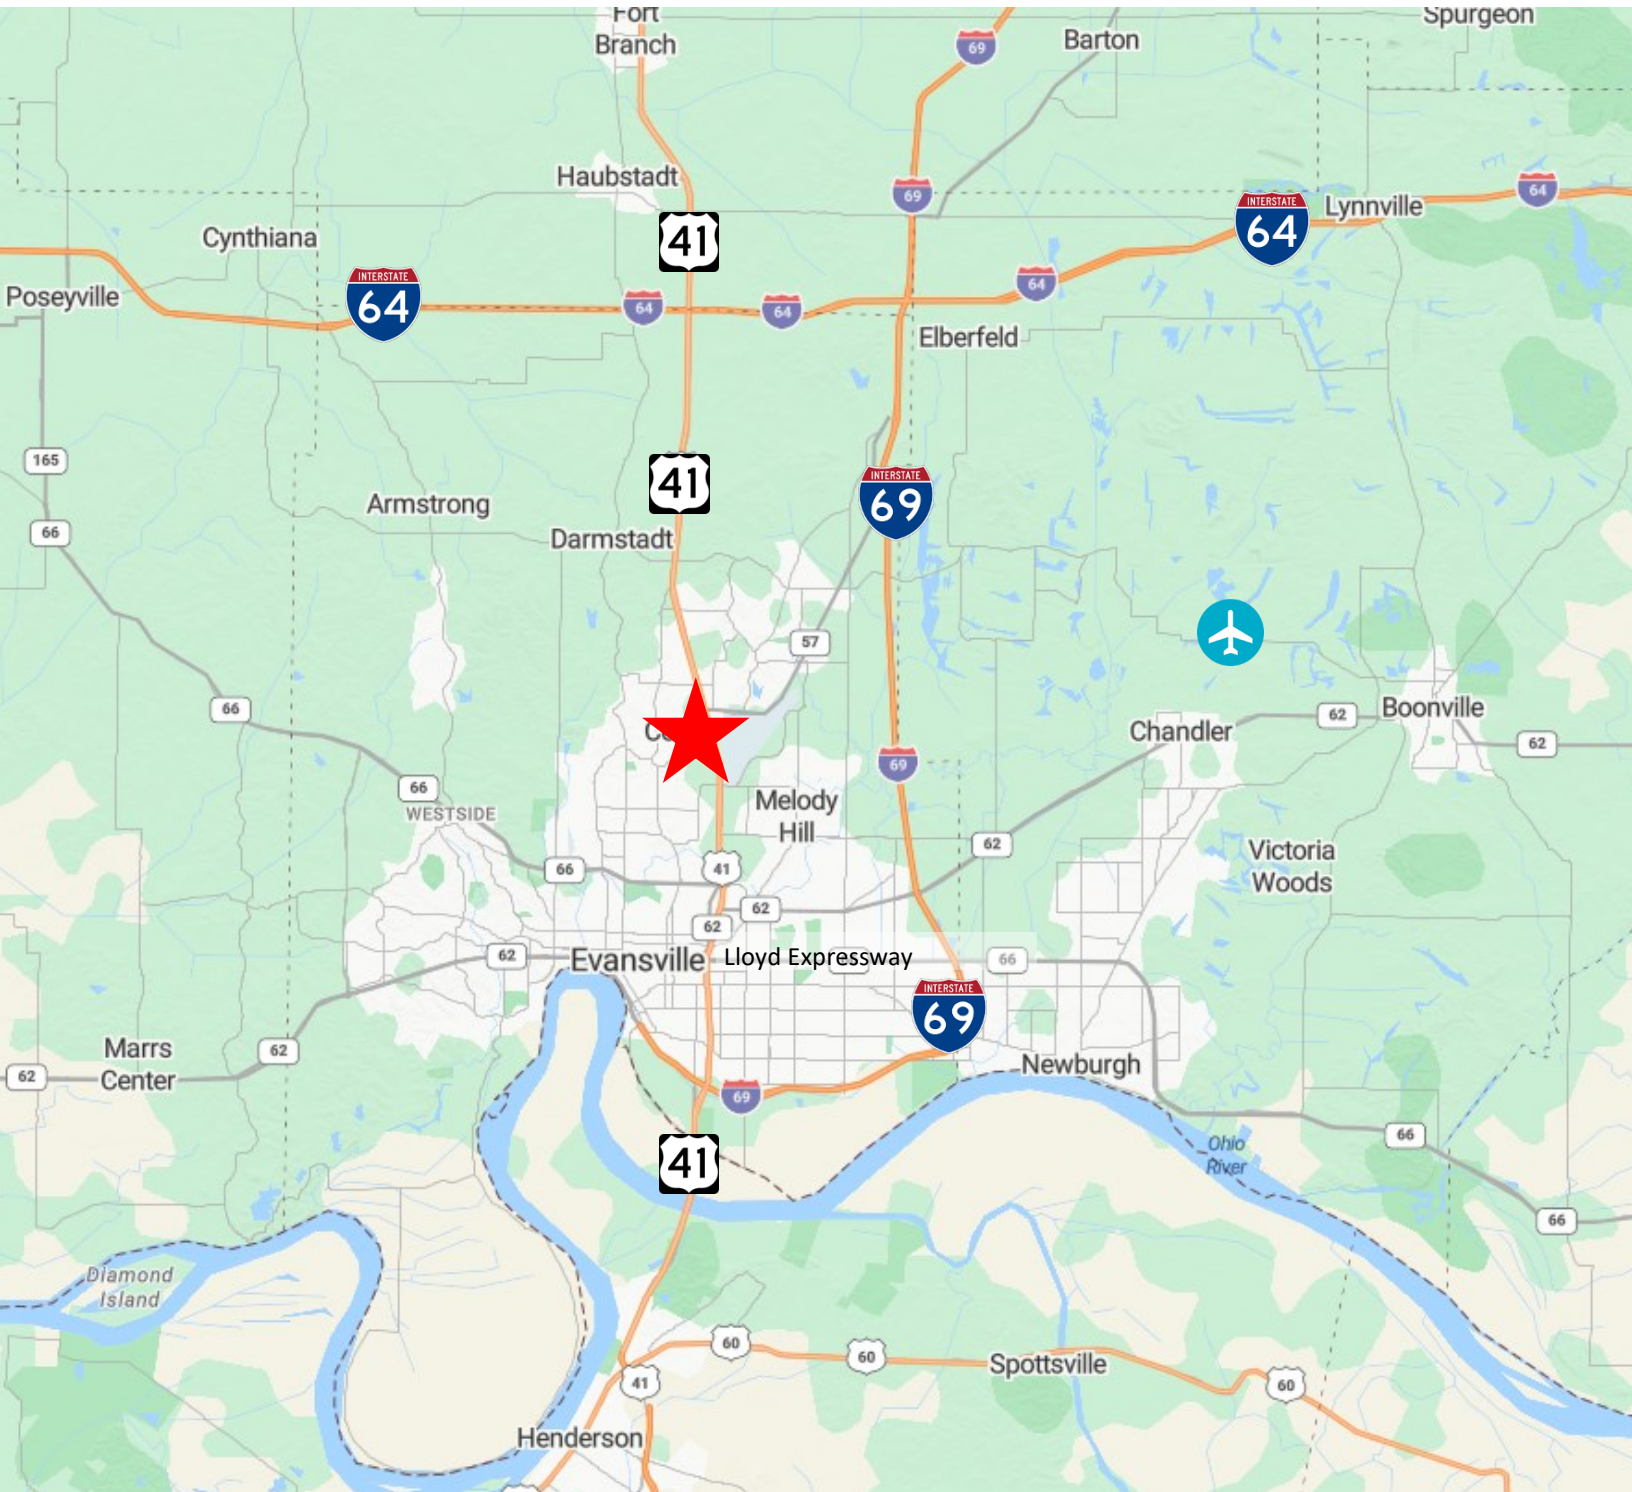 Fort
Branch
Spurgeon
69
Barton
Haubstadt
69
64
INTERSTATE
64
Lynnville
41
Cynthiana
Poseyville
INTERSTATE
64
64
64
64
Elberfeld
165
41
INTERSTATE
69
Armstrong
66
Darmstadt
57
66
62
Boonville
Chandler
62
62
69
66
WESTSIDE
Melody
Hill
62
Victoria
Woods
66
41
62
62
62
Evansville
Lloyd Expressway
66
INTERSTATE
69
Marrs
Center
62
62
Newburgh
69
66
Ohio
River
41
66
Diamond
Island
60
60
Spottsville
60
41
Henderson